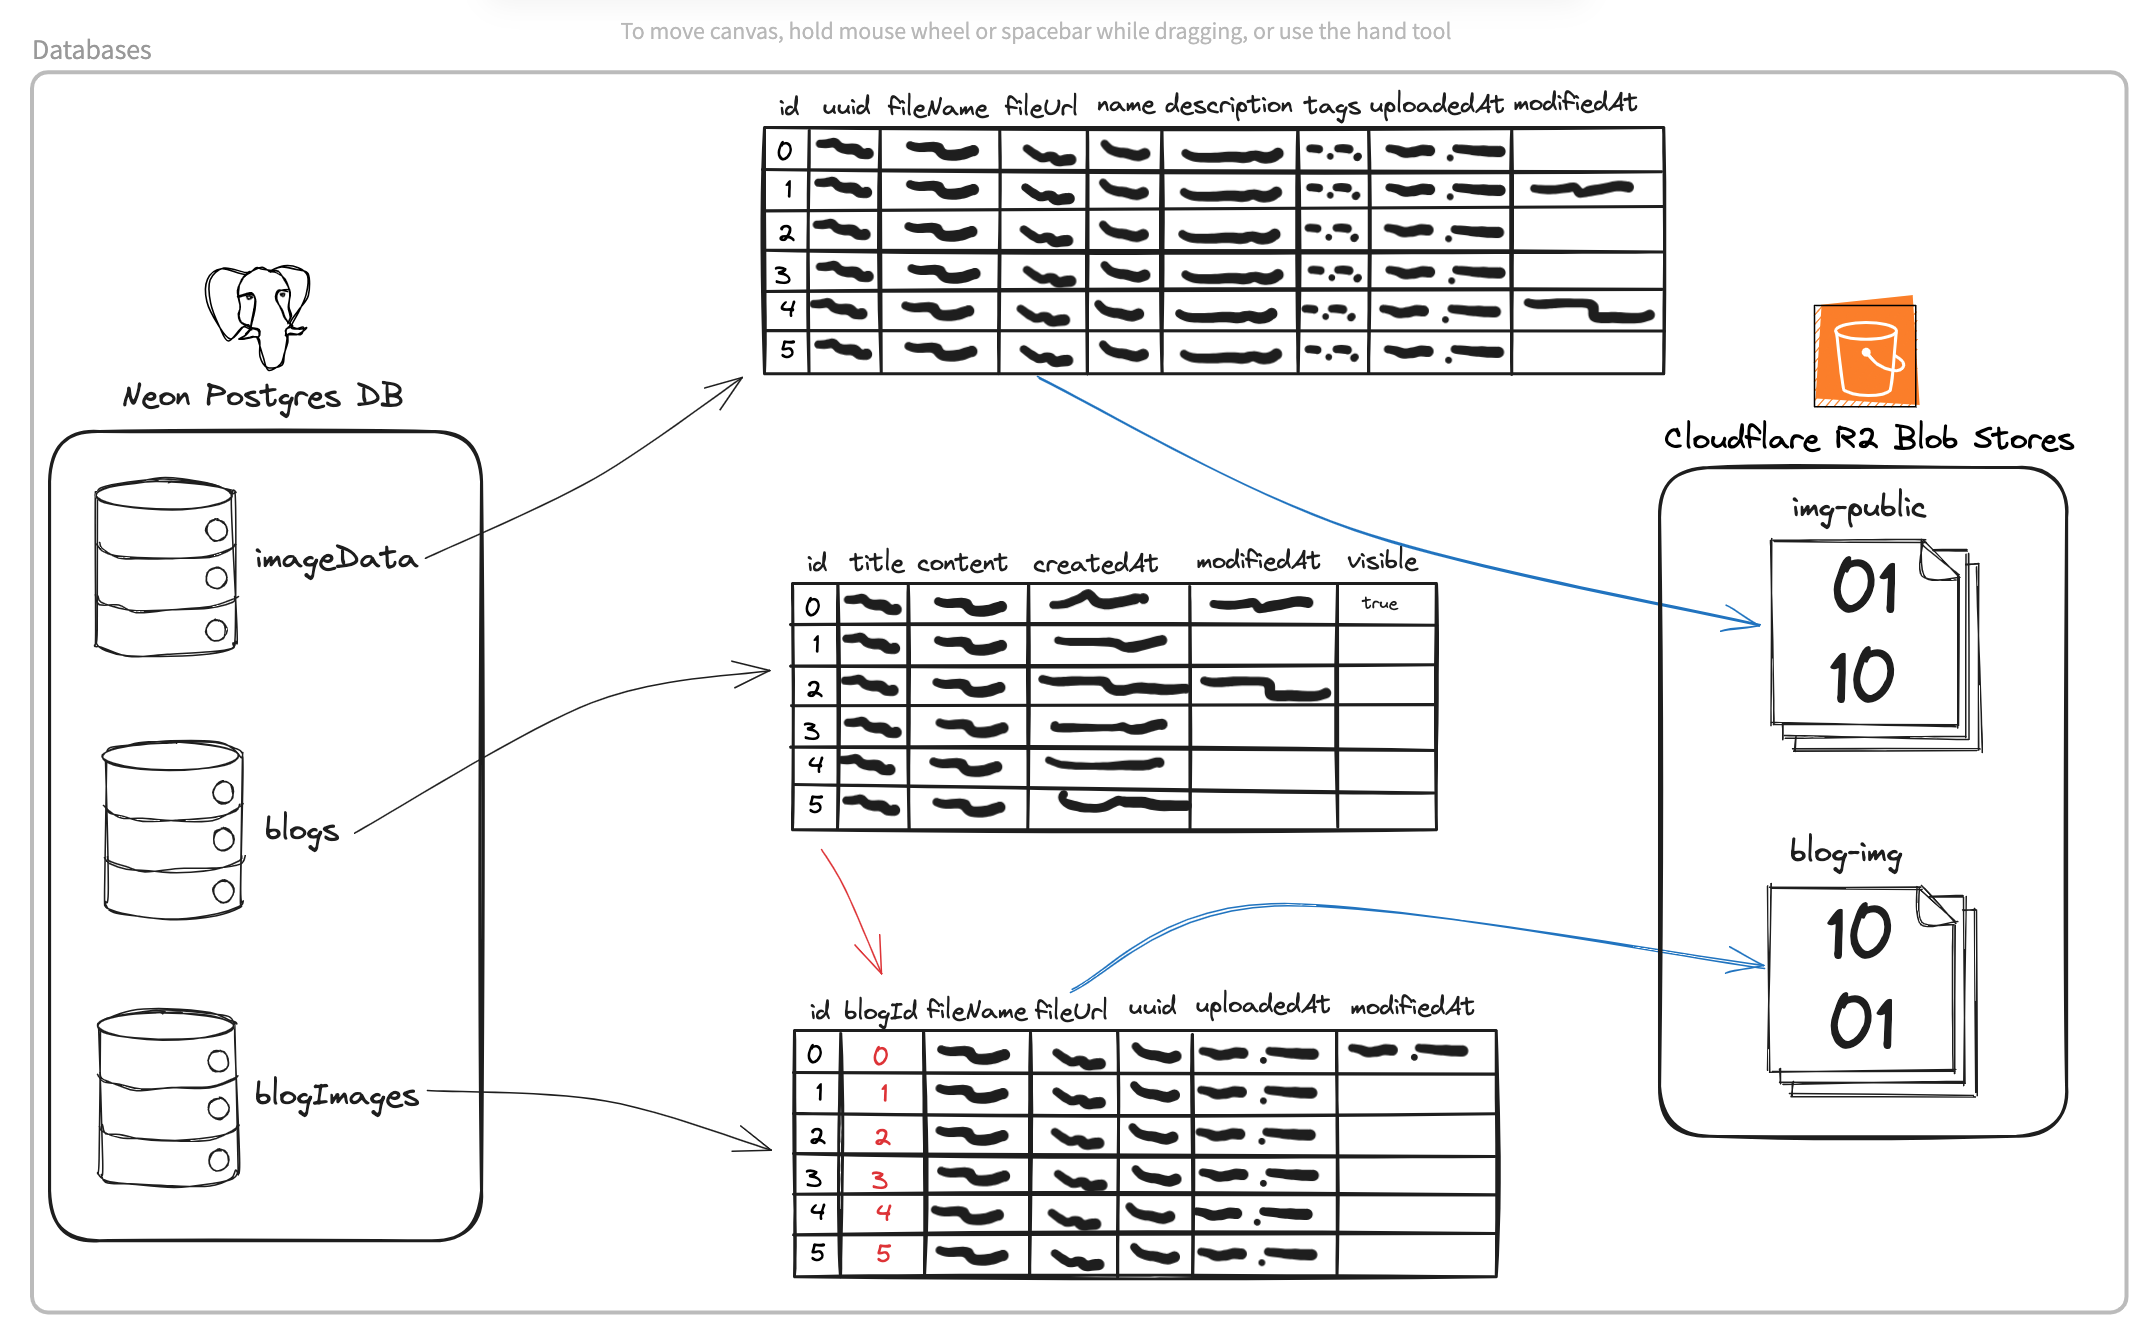 To move canvas, hold mouse wheel or spacebar while dragging, or use the hand tool
Databases
Neon Postgres DB
imageData
blogs
blogImages
id uuid fileName fileUrl name description tags uploadedAt modifiedAt
0
1
2
3
4
5
id title content createdAt modifiedAt visible
0 true
1
2
3
4
5
id blogId fileName fileUrl uuid uploadedAt modifiedAt
0 0
1 1
2 2
3 3
4 4
5 5
Cloudflare R2 Blob Stores
img-public
01
10
blog-img
10
01